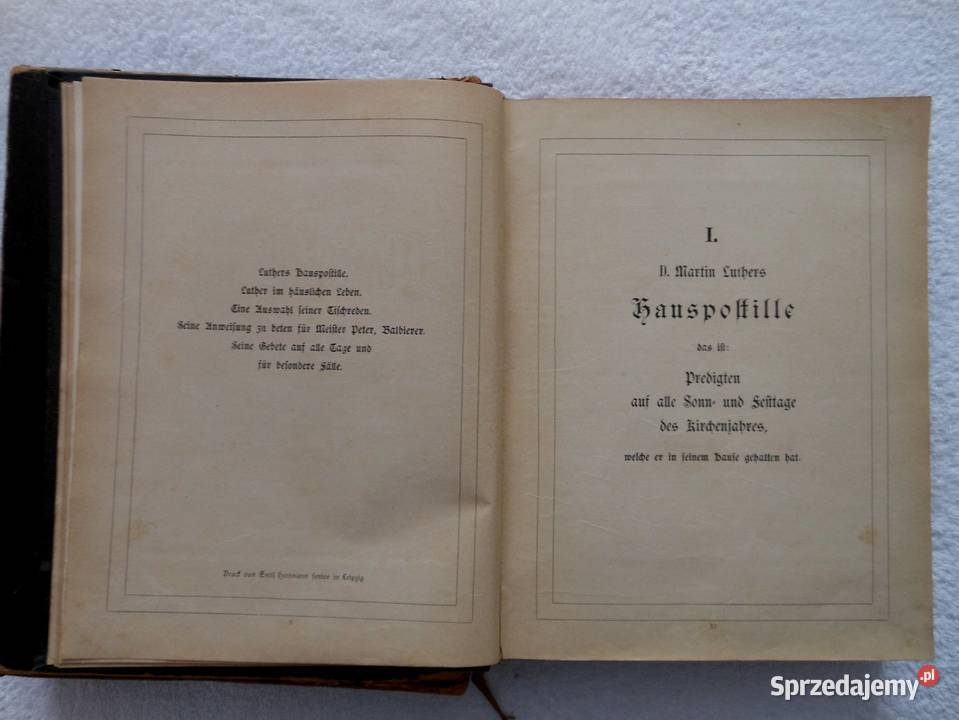 Luthers Hauspostille.
Luther im häuslichen Leben.
Eine Auswahl seiner Tischreden.
Seine Anweisung zu beten für Meister Peter, Balbierer.
Seine Gebete auf alle Tage und
für besondere Fälle.
Druck von Emil Herrmann senior in Leipzig
I.
D. Martin Luthers
Hauspostille
das ist:
Predigten
auf alle Sonn- und Festtage
des Kirchenjahres,
welche er in seinem Hause gehalten hat.
Sprzedajemy.pl